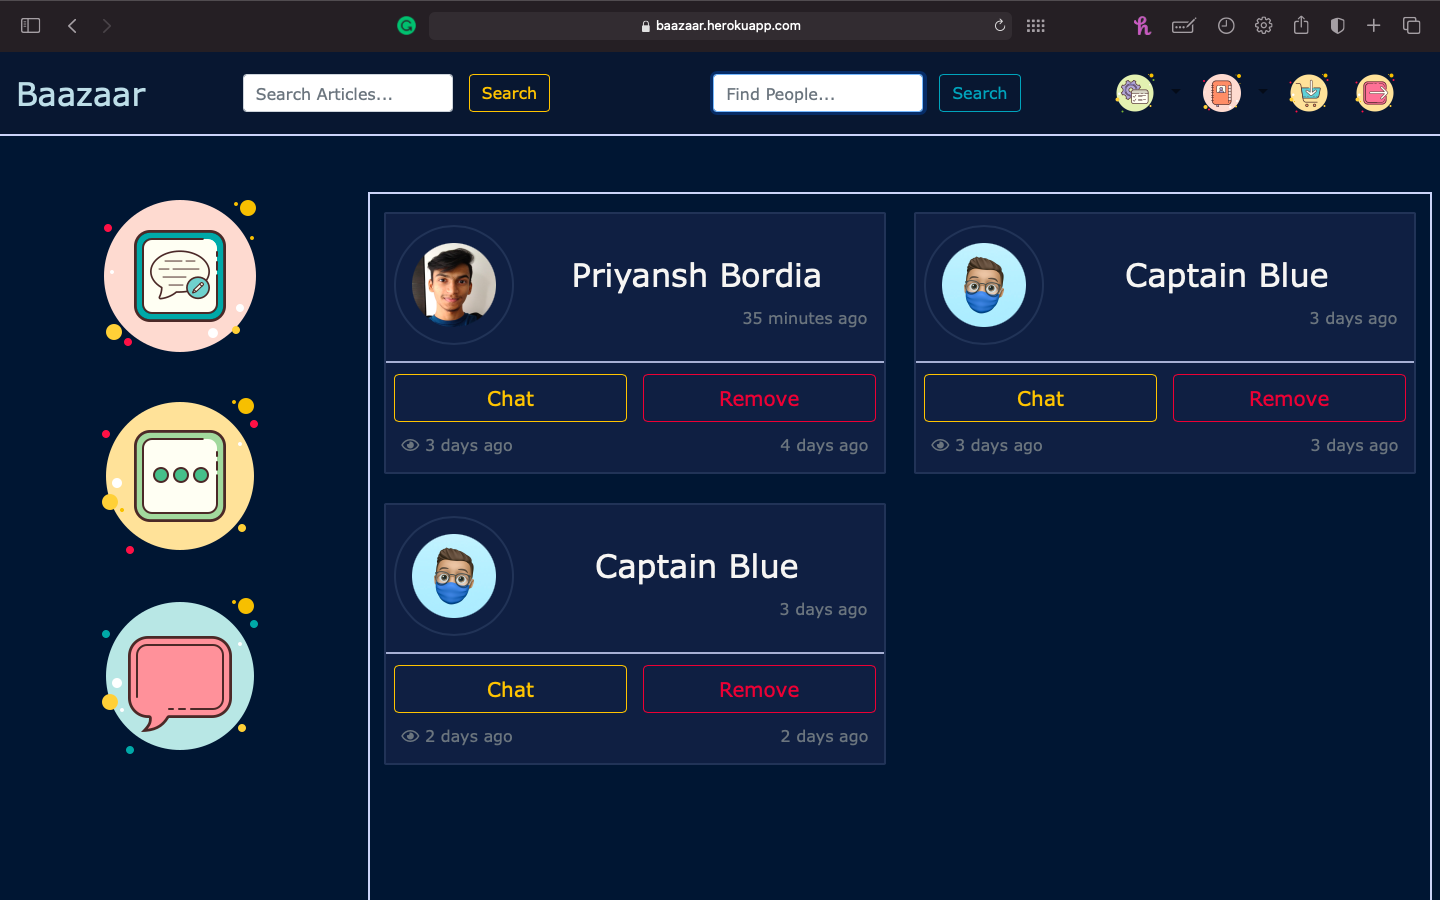 baazaar.herokuapp.com
Baazaar
Search Articles...
Search
Find People...
Search
Priyansh Bordia
35 minutes ago
Chat
Remove
3 days ago
4 days ago
Captain Blue
3 days ago
Chat
Remove
3 days ago
3 days ago
Captain Blue
3 days ago
Chat
Remove
2 days ago
2 days ago